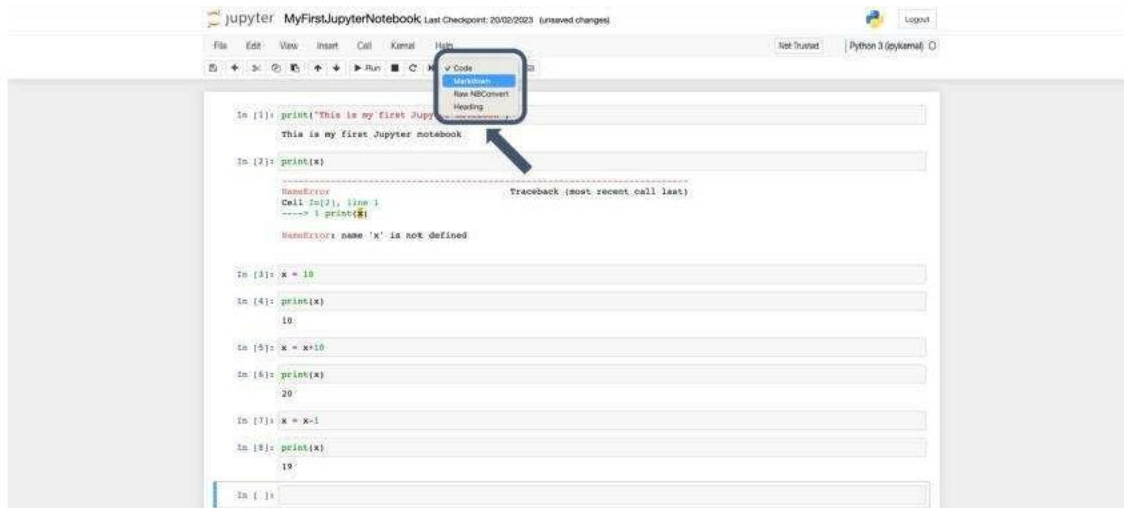 jupyter MyFirstJupyterNotebook Last Checkpoint: 20/02/2023 (unsaved changes)
Logout
File Edit View Insert Cell Kernel Help
Not Trusted Python 3 (ipykernel)
Run
✓ Code
Markdown
Raw NBConvert
Heading
In [1]: print("This is my first
This is my first Jupyter notebook
In [2]: print(x)
---------------------------------------------------------------------------
NameError Traceback (most recent call last)
Cell In[2], line 1
----> 1 print(x)
NameError: name 'x' is not defined
In [3]: x = 10
In [4]: print(x)
10
In [5]: x = x+10
In [6]: print(x)
20
In [7]: x = x-1
In [8]: print(x)
19
In [ ]: